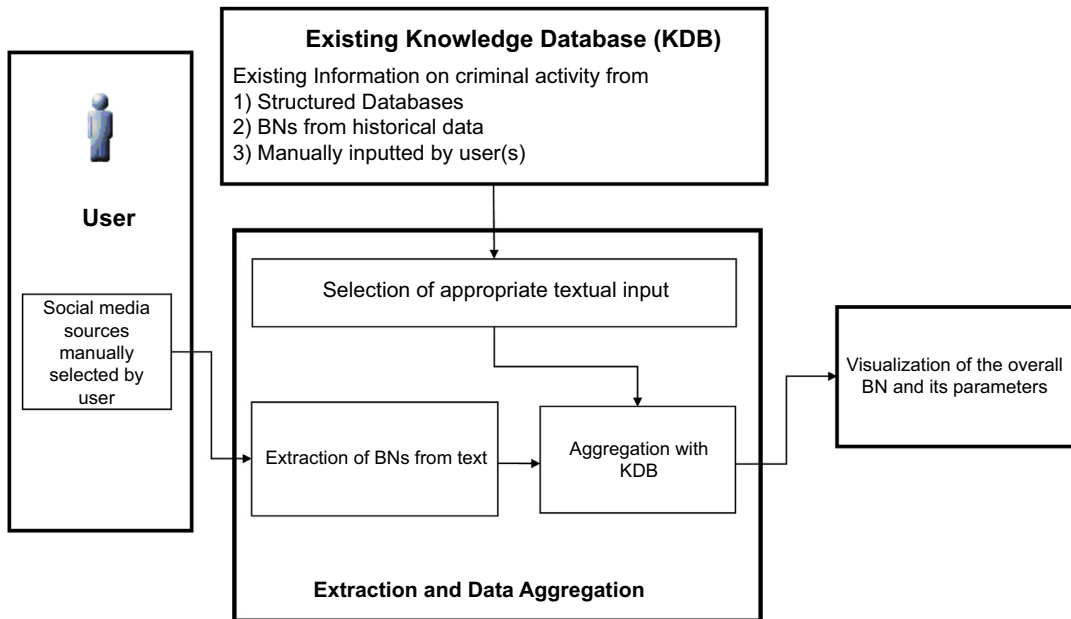 Existing Knowledge Database (KDB)
Existing Information on criminal activity from
1) Structured Databases
2) BNs from historical data
3) Manually inputted by user(s)
User
Social media
sources
manually
selected by
user
Selection of appropriate textual input
Extraction of BNs from text
Aggregation with
KDB
Extraction and Data Aggregation
Visualization of the overall
BN and its parameters